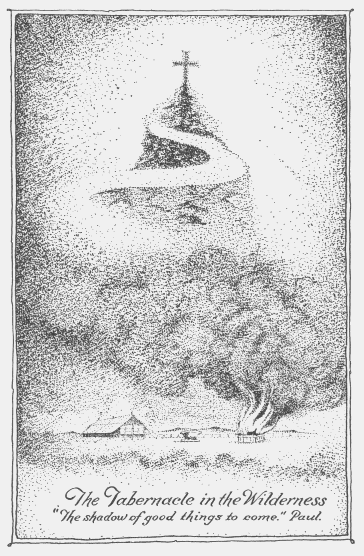 The Tabernacle in the Wilderness
"The shadow of good things to come." Paul.